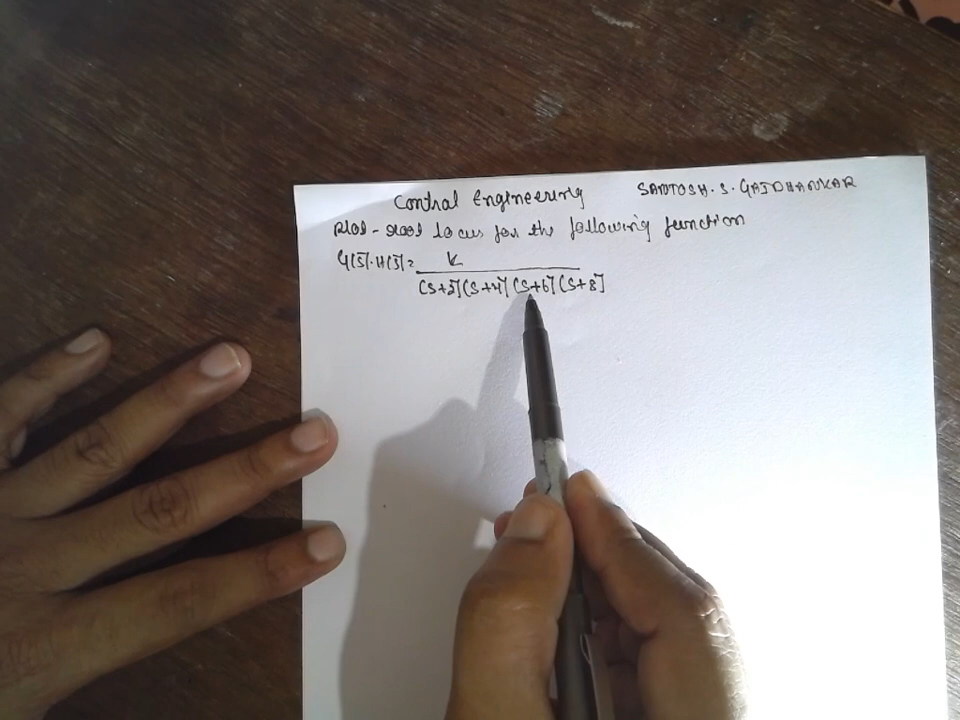 Control Engineering SANTOSH. S. GAIDHANKAR
Plot - root locus for the following function
G(s).H(s) = K
(s+2)(s+4)(s+6)(s+8)